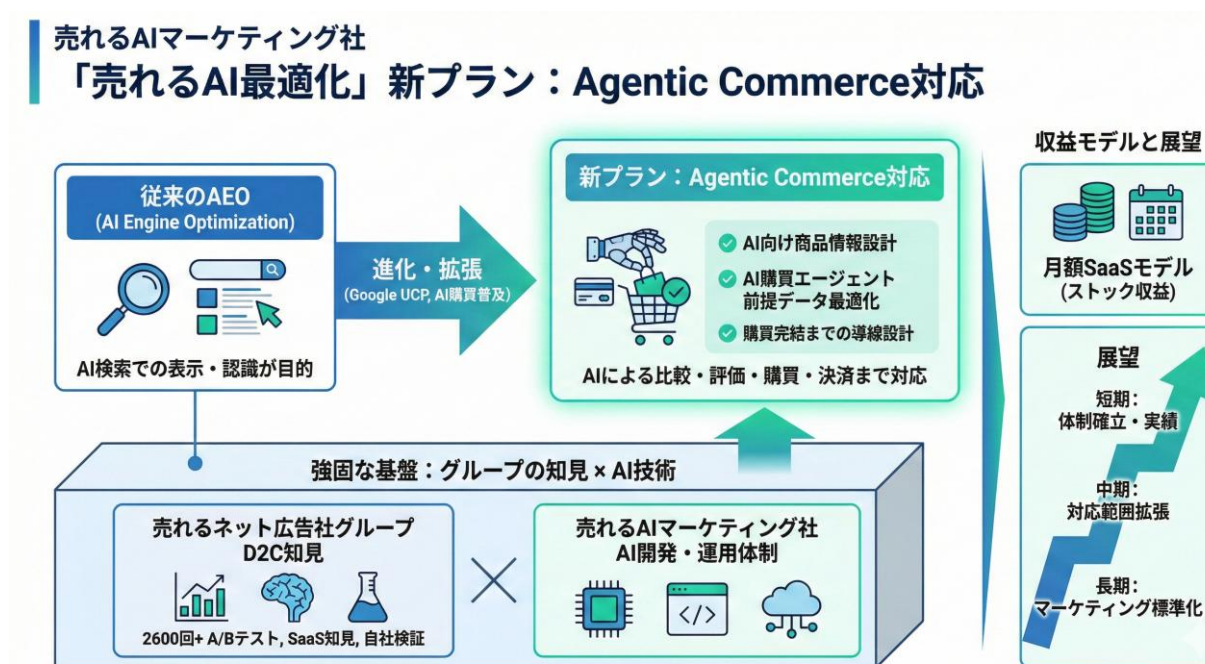 売れるAIマーケティング社
「売れるAI最適化」新プラン：Agentic Commerce対応
従来のAEO
(AI Engine Optimization)
AI検索での表示・認識が目的
進化・拡張
(Google UCP, AI購買普及)
新プラン：Agentic Commerce対応
AI向け商品情報設計
AI購買エージェント
前提データ最適化
購買完結までの導線設計
AIによる比較・評価・購買・決済まで対応
強固な基盤：グループの知見 × AI技術
売れるネット広告社グループ
D2C知見
2600回+ A/Bテスト, SaaS知見, 自社検証
売れるAIマーケティング社
AI開発・運用体制
</>
収益モデルと展望
月額SaaSモデル
(ストック収益)
展望
短期：
体制確立・実績
中期：
対応範囲拡張
長期：
マーケティング標準化